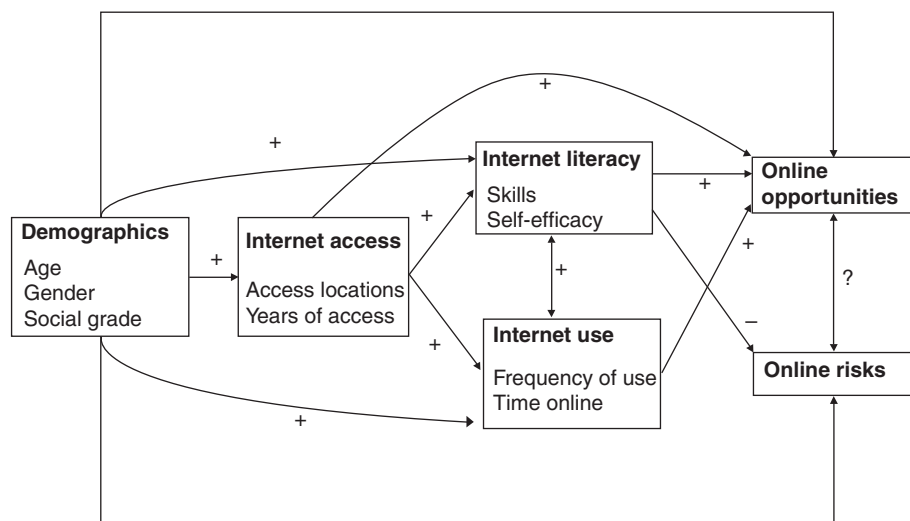 +
+
Internet literacy
Skills
Self-efficacy
+
Online
opportunities
Demographics
Age
Gender
Social grade
+
Internet access
Access locations
Years of access
+
+
+
+
?
Internet use
Frequency of use
Time online
–
Online risks
+